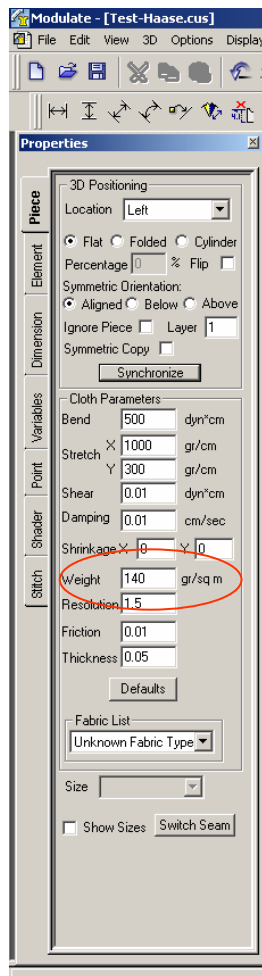 Modulate - [Test-Haase.cus]
File Edit View 3D Options Display
Properties
Piece
Element
Dimension
Variables
Point
Shader
Stitch
3D Positioning
Location Left
Flat Folded Cylinder
Percentage 0 % Flip
Symmetric Orientation:
Aligned Below Above
Ignore Piece Layer 1
Symmetric Copy
Synchronize
Cloth Parameters
Bend 500 dyn*cm
Stretch X 1000 gr/cm
Y 300 gr/cm
Shear 0.01 dyn*cm
Damping 0.01 cm/sec
Shrinkage X 0 Y 0
Weight 140 gr/sq m
Resolution 1.5
Friction 0.01
Thickness 0.05
Defaults
Fabric List
Unknown Fabric Type
Size
Show Sizes Switch Seam